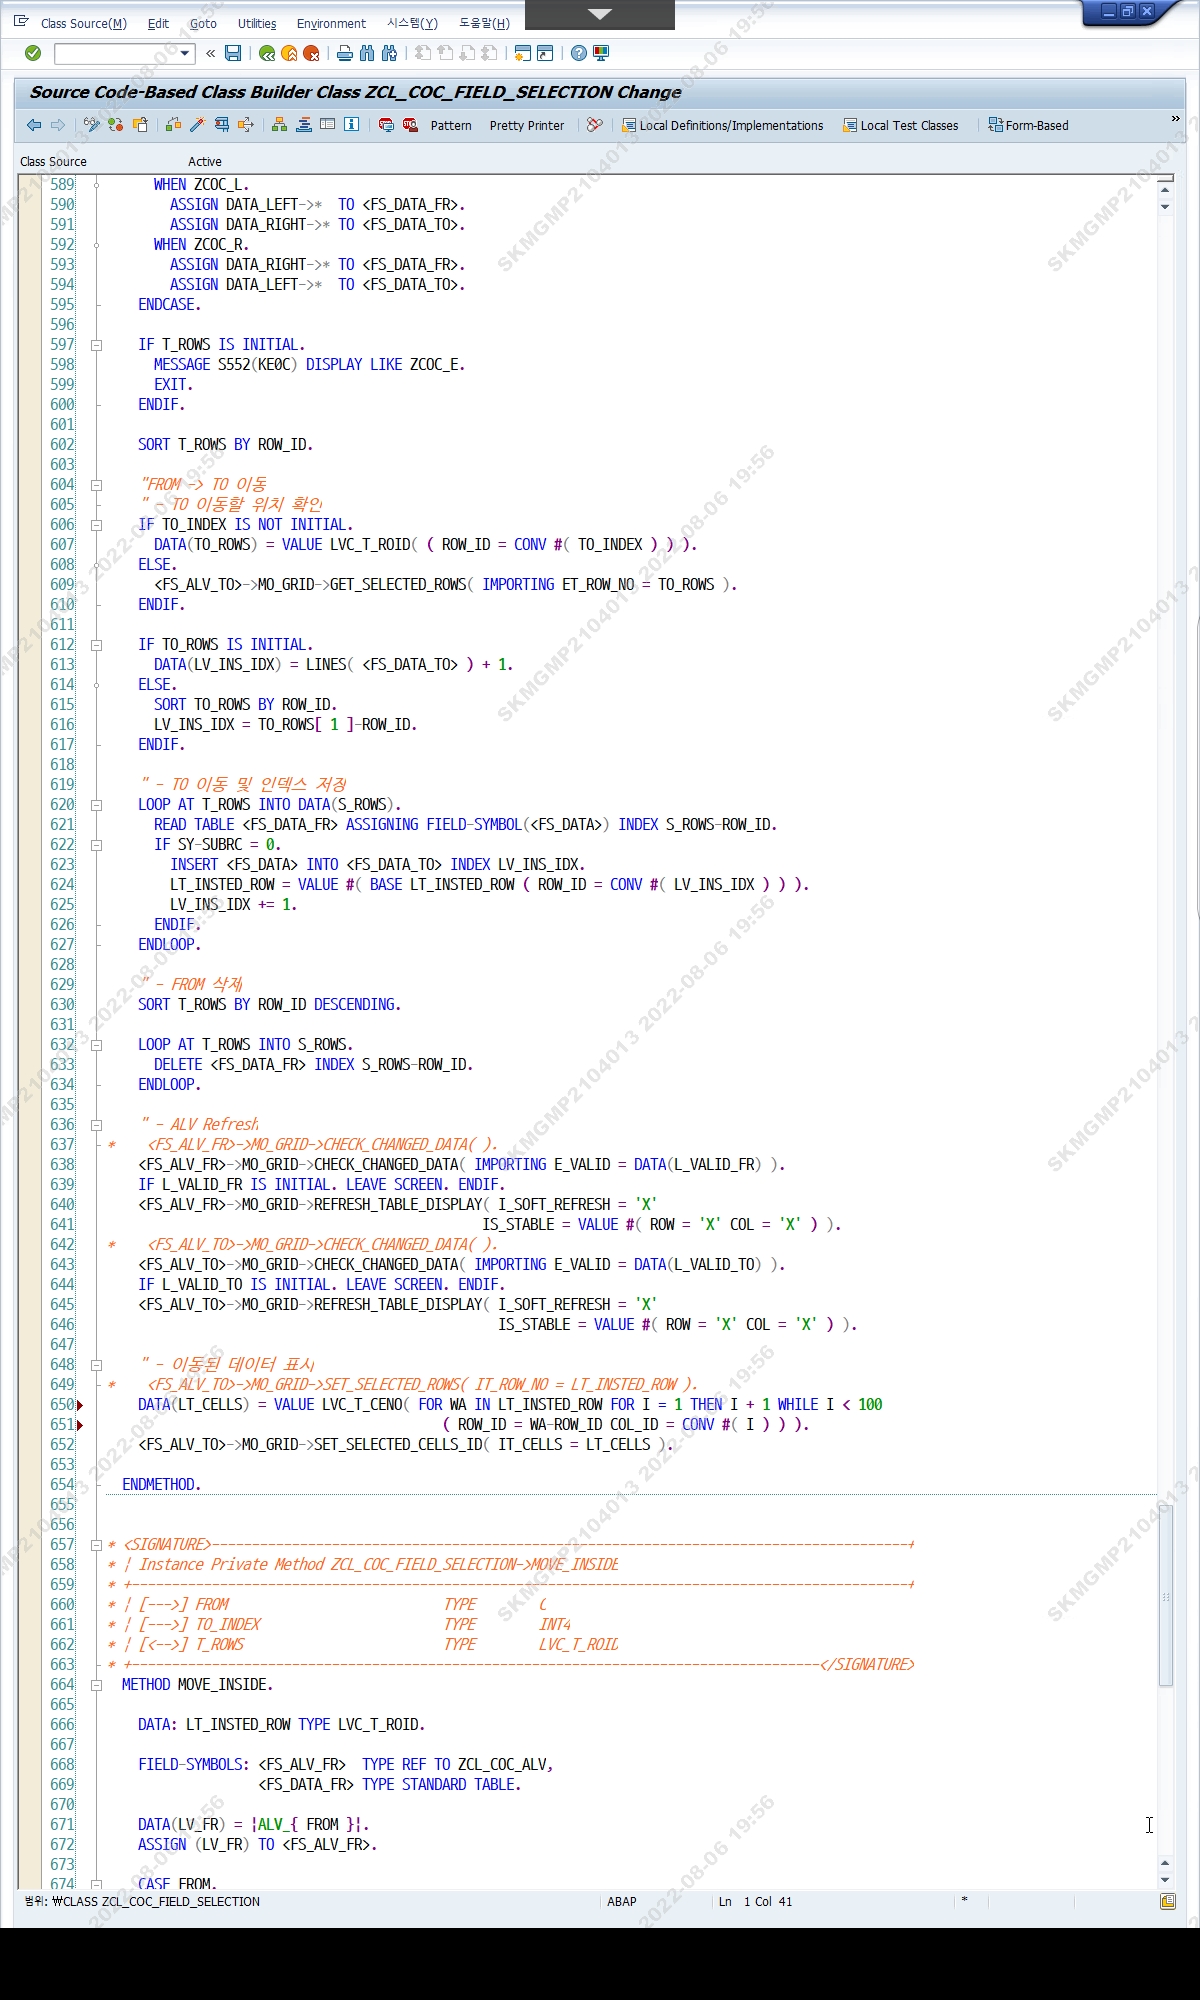 Class Source(M) Edit Goto Utilities Environment 시스템(Y) 도움말(H)
Source Code-Based Class Builder Class ZCL_COC_FIELD_SELECTION Change
Pattern Pretty Printer Local Definitions/Implementations Local Test Classes Form-Based
Class Source Active
589 WHEN ZCOC_L.
590 ASSIGN DATA_LEFT->* TO <FS_DATA_FR>.
591 ASSIGN DATA_RIGHT->* TO <FS_DATA_TO>.
592 WHEN ZCOC_R.
593 ASSIGN DATA_RIGHT->* TO <FS_DATA_FR>.
594 ASSIGN DATA_LEFT->* TO <FS_DATA_TO>.
595 ENDCASE.
596
597 IF T_ROWS IS INITIAL.
598 MESSAGE S552(KE0C) DISPLAY LIKE ZCOC_E.
599 EXIT.
600 ENDIF.
601
602 SORT T_ROWS BY ROW_ID.
603
604 "FROM -> TO 이동
605 " - TO 이동할 위치 확인
606 IF TO_INDEX IS NOT INITIAL.
607 DATA(TO_ROWS) = VALUE LVC_T_ROID( ( ROW_ID = CONV #( TO_INDEX ) ) ).
608 ELSE.
609 <FS_ALV_TO>->MO_GRID->GET_SELECTED_ROWS( IMPORTING ET_ROW_NO = TO_ROWS ).
610 ENDIF.
611
612 IF TO_ROWS IS INITIAL.
613 DATA(LV_INS_IDX) = LINES( <FS_DATA_TO> ) + 1.
614 ELSE.
615 SORT TO_ROWS BY ROW_ID.
616 LV_INS_IDX = TO_ROWS[ 1 ]-ROW_ID.
617 ENDIF.
618
619 " - TO 이동 및 인덱스 저장
620 LOOP AT T_ROWS INTO DATA(S_ROWS).
621 READ TABLE <FS_DATA_FR> ASSIGNING FIELD-SYMBOL(<FS_DATA>) INDEX S_ROWS-ROW_ID.
622 IF SY-SUBRC = 0.
623 INSERT <FS_DATA> INTO <FS_DATA_TO> INDEX LV_INS_IDX.
624 LT_INSTED_ROW = VALUE #( BASE LT_INSTED_ROW ( ROW_ID = CONV #( LV_INS_IDX ) ) ).
625 LV_INS_IDX += 1.
626 ENDIF.
627 ENDLOOP.
628
629 " - FROM 삭제
630 SORT T_ROWS BY ROW_ID DESCENDING.
631
632 LOOP AT T_ROWS INTO S_ROWS.
633 DELETE <FS_DATA_FR> INDEX S_ROWS-ROW_ID.
634 ENDLOOP.
635
636 " - ALV Refresh
637 * <FS_ALV_FR>->MO_GRID->CHECK_CHANGED_DATA( ).
638 <FS_ALV_FR>->MO_GRID->CHECK_CHANGED_DATA( IMPORTING E_VALID = DATA(L_VALID_FR) ).
639 IF L_VALID_FR IS INITIAL. LEAVE SCREEN. ENDIF.
640 <FS_ALV_FR>->MO_GRID->REFRESH_TABLE_DISPLAY( I_SOFT_REFRESH = 'X'
641 IS_STABLE = VALUE #( ROW = 'X' COL = 'X' ) ).
642 * <FS_ALV_TO>->MO_GRID->CHECK_CHANGED_DATA( ).
643 <FS_ALV_TO>->MO_GRID->CHECK_CHANGED_DATA( IMPORTING E_VALID = DATA(L_VALID_TO) ).
644 IF L_VALID_TO IS INITIAL. LEAVE SCREEN. ENDIF.
645 <FS_ALV_TO>->MO_GRID->REFRESH_TABLE_DISPLAY( I_SOFT_REFRESH = 'X'
646 IS_STABLE = VALUE #( ROW = 'X' COL = 'X' ) ).
647
648 " - 이동된 데이터 표시
649 * <FS_ALV_TO>->MO_GRID->SET_SELECTED_ROWS( IT_ROW_NO = LT_INSTED_ROW ).
650 DATA(LT_CELLS) = VALUE LVC_T_CENO( FOR WA IN LT_INSTED_ROW FOR I = 1 THEN I + 1 WHILE I < 100
651 ( ROW_ID = WA-ROW_ID COL_ID = CONV #( I ) ) ).
652 <FS_ALV_TO>->MO_GRID->SET_SELECTED_CELLS_ID( IT_CELLS = LT_CELLS ).
653
654 ENDMETHOD.
655
656
657 * <SIGNATURE>---------------------------------------------------------------------------------------+
658 * | Instance Private Method ZCL_COC_FIELD_SELECTION->MOVE_INSIDE
659 * +-------------------------------------------------------------------------------------------------+
660 * | [--->] FROM TYPE C
661 * | [--->] TO_INDEX TYPE INT4
662 * | [<-->] T_ROWS TYPE LVC_T_ROID
663 * +--------------------------------------------------------------------------------------</SIGNATURE>
664 METHOD MOVE_INSIDE.
665
666 DATA: LT_INSTED_ROW TYPE LVC_T_ROID.
667
668 FIELD-SYMBOLS: <FS_ALV_FR> TYPE REF TO ZCL_COC_ALV,
669 <FS_DATA_FR> TYPE STANDARD TABLE.
670
671 DATA(LV_FR) = |ALV_{ FROM }|.
672 ASSIGN (LV_FR) TO <FS_ALV_FR>.
673
674 CASE FROM.
범위: ₩CLASS ZCL_COC_FIELD_SELECTION ABAP Ln 1 Col 41 *
SKMGMP2104013 2022-08-06 19:56